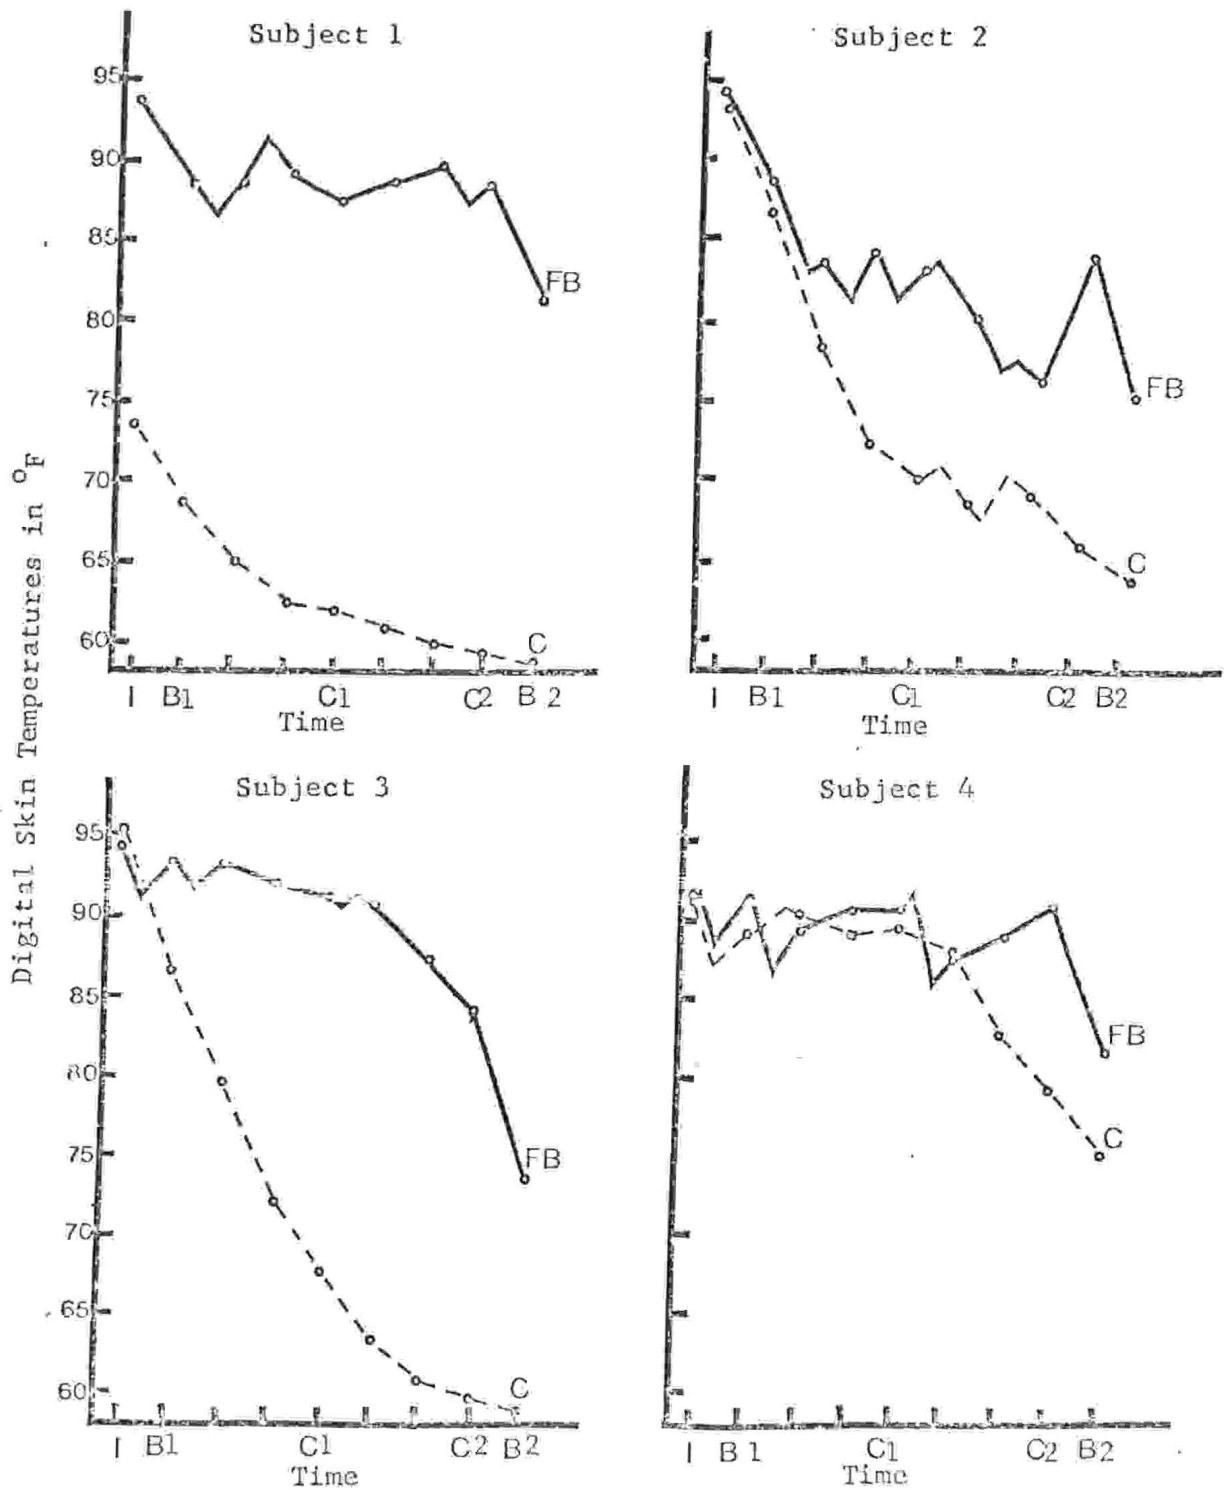 Subject 1
Subject 2
95
90
85
80
75
70
65
60
FB
C
FB
C
I B1 C1 C2 B 2
Time
I B1 C1 C2 B2
Time
Digital Skin Temperatures in °F
Subject 3
Subject 4
95
90
85
80
75
70
65
60
FB
C
FB
C
I B1 C1 C2 B2
Time
I B 1 C1 C2 B2
Time